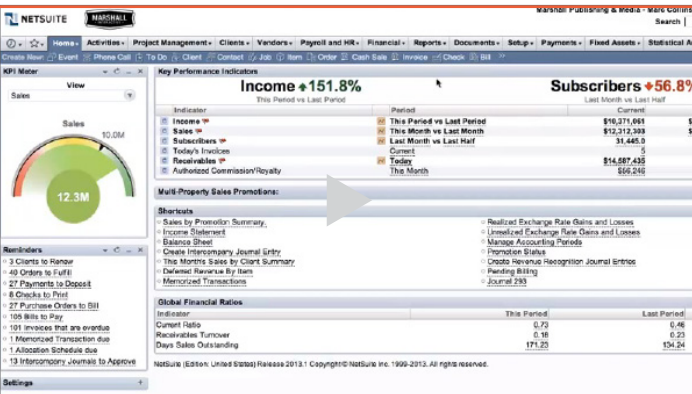 Marshall Publishing & Media - Marc Collins
NETSUITE MARSHALL
Search
Home Activities Project Management Clients Vendors Payroll and HR Financial Reports Documents Setup Payments Fixed Assets Statistical A
Create New Event Phone Call To Do Client Contact Job Item Order Cash Sale Invoice Check Bill
KPI Meter
View
Sales
Sales
10.0M
12.3M
Reminders
3 Clients to Renew
40 Orders to Fulfill
27 Payments to Deposit
8 Checks to Print
27 Purchase Orders to Bill
105 Bills to Pay
101 Invoices that are overdue
1 Memorized Transaction due
1 Allocation Schedule due
13 Intercompany Journals to Approve
Settings
Key Performance Indicators
Income +151.8%
This Period vs Last Period
Subscribers +56.8%
Last Month vs Last Half
Indicator Period Current
Income This Period vs Last Period $10,371,061
Sales This Month vs Last Month $12,312,303
Subscribers Last Month vs Last Half 31,445.0
Today's Invoices Current 5
Receivables Today $14,587,435
Authorized Commission/Royalty This Month $56,246
Multi-Property Sales Promotions:
Shortcuts
Sales by Promotion Summary.
Income Statement
Balance Sheet
Create Intercompany Journal Entry
This Month's Sales by Client Summary
Deferred Revenue By Item
Memorized Transactions
Realized Exchange Rate Gains and Losses
Unrealized Exchange Rate Gains and Losses
Manage Accounting Periods
Promotion Status
Create Revenue Recognition Journal Entries
Pending Billing
Journal 293
Global Financial Ratios
Indicator This Period Last Period
Current Ratio 0.73 0.46
Receivables Turnover 0.16 0.23
Days Sales Outstanding 171.23 134.24
NetSuite (Edition: United States) Release 2013.1 Copyright © NetSuite Inc. 1999-2013. All rights reserved.